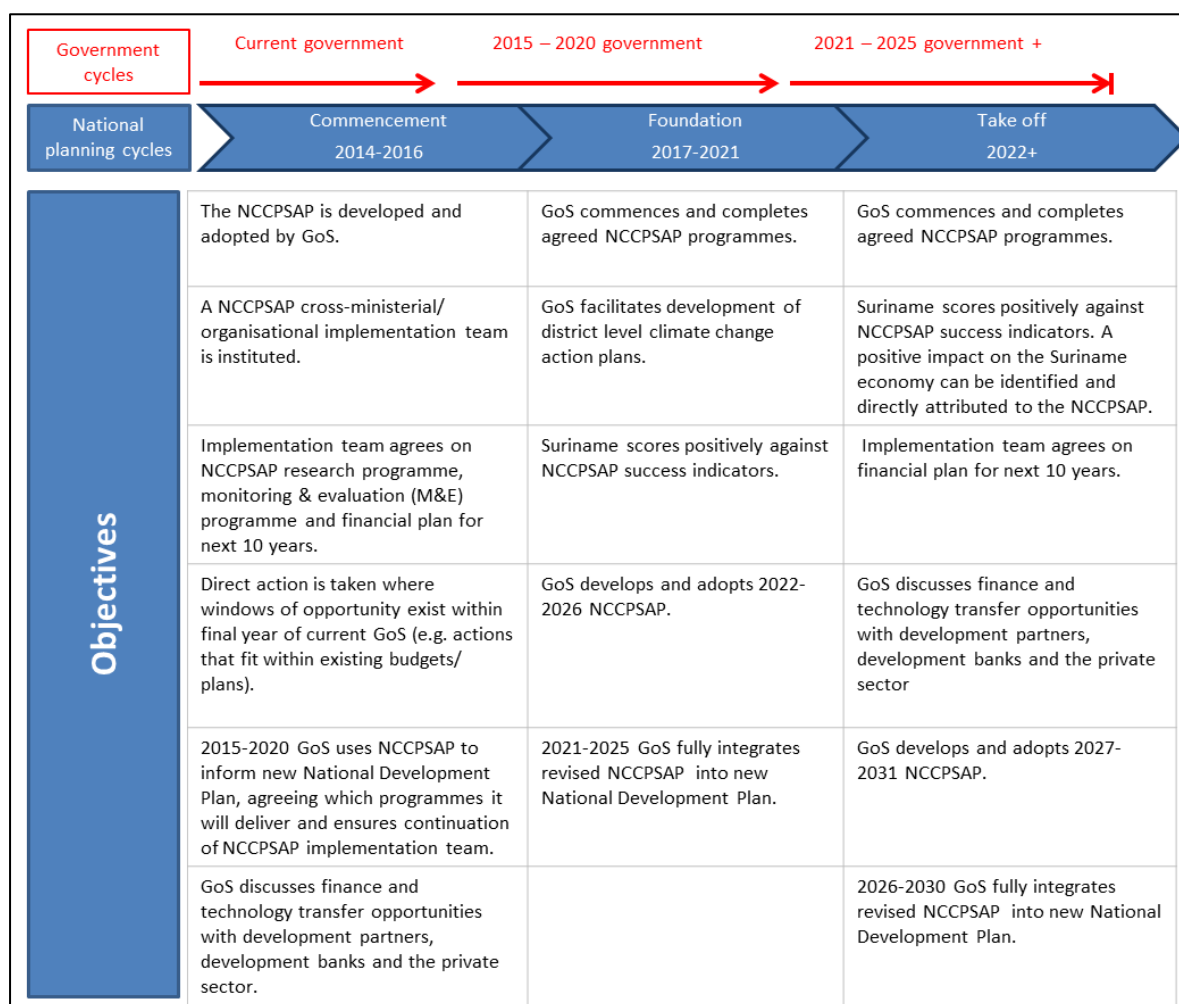 Government
cycles
Current government
2015 – 2020 government
2021 – 2025 government +
National
planning cycles
Commencement
2014-2016
Foundation
2017-2021
Take off
2022+
Objectives
The NCCPSAP is developed and
adopted by GoS.
GoS commences and completes
agreed NCCPSAP programmes.
GoS commences and completes
agreed NCCPSAP programmes.
A NCCPSAP cross-ministerial/
organisational implementation team
is instituted.
GoS facilitates development of
district level climate change
action plans.
Suriname scores positively against
NCCPSAP success indicators. A
positive impact on the Suriname
economy can be identified and
directly attributed to the NCCPSAP.
Implementation team agrees on
NCCPSAP research programme,
monitoring & evaluation (M&E)
programme and financial plan for
next 10 years.
Suriname scores positively against
NCCPSAP success indicators.
Implementation team agrees on
financial plan for next 10 years.
Direct action is taken where
windows of opportunity exist within
final year of current GoS (e.g. actions
that fit within existing budgets/
plans).
GoS develops and adopts 2022-
2026 NCCPSAP.
GoS discusses finance and
technology transfer opportunities
with development partners,
development banks and the private
sector
2015-2020 GoS uses NCCPSAP to
inform new National Development
Plan, agreeing which programmes it
will deliver and ensures continuation
of NCCPSAP implementation team.
2021-2025 GoS fully integrates
revised NCCPSAP into new
National Development Plan.
GoS develops and adopts 2027-
2031 NCCPSAP.
GoS discusses finance and
technology transfer opportunities
with development partners,
development banks and the private
sector.
2026-2030 GoS fully integrates
revised NCCPSAP into new National
Development Plan.